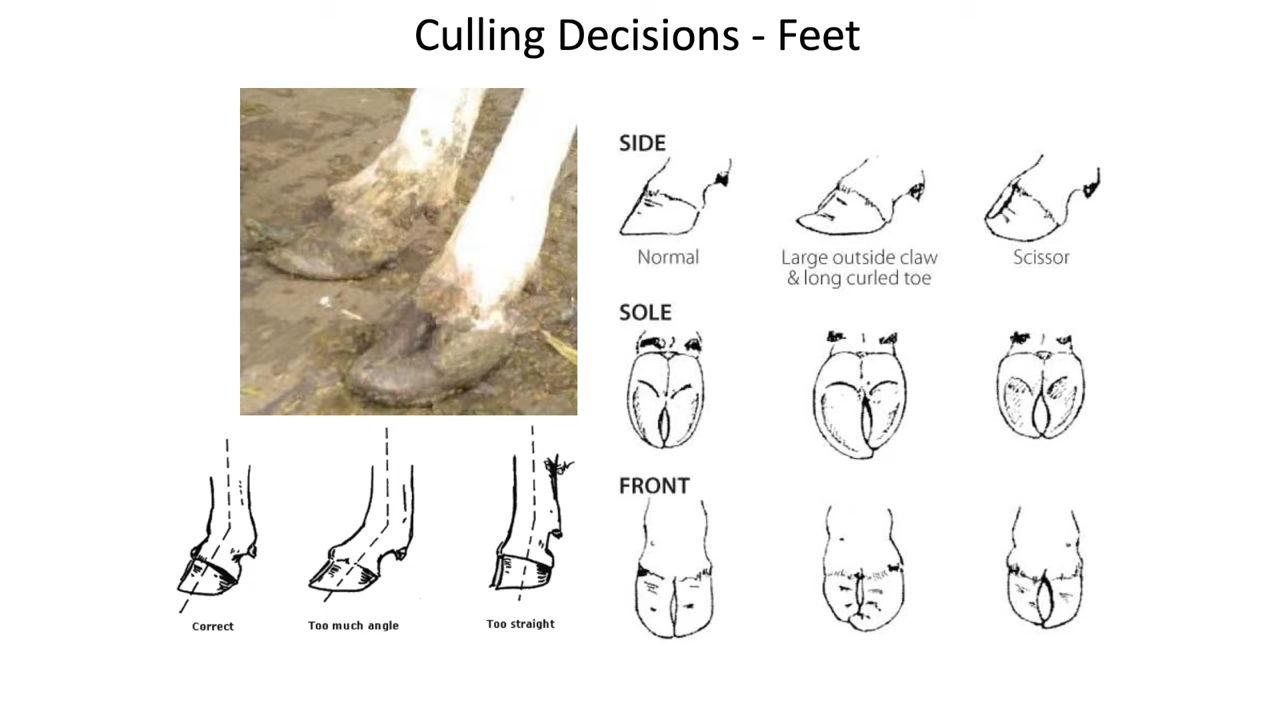 Culling Decisions - Feet
SIDE
Normal
Large outside claw
& long curled toe
Scissor
SOLE
FRONT
Correct
Too much angle
Too straight